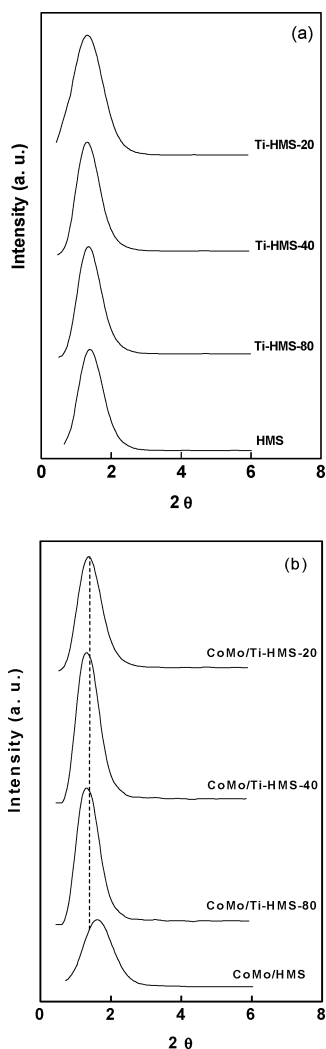 (a)
Ti-HMS-20
Ti-HMS-40
Ti-HMS-80
HMS
Intensity (a. u.)
0 2 4 6 8
2 θ
(b)
CoMo/Ti-HMS-20
CoMo/Ti-HMS-40
CoMo/Ti-HMS-80
CoMo/HMS
Intensity (a. u.)
0 2 4 6 8
2 θ